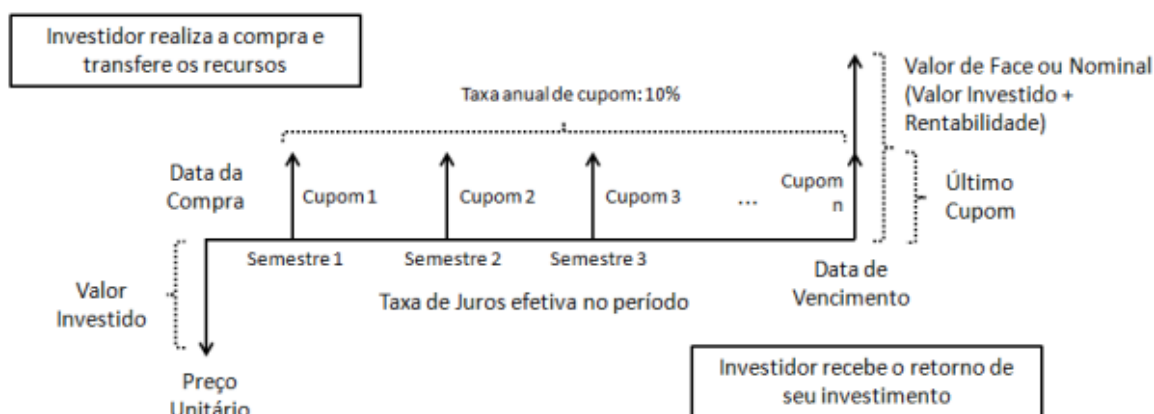 Investidor realiza a compra e
transfere os recursos
Taxa anual de cupom: 10%
Valor de Face ou Nominal
(Valor Investido +
Rentabilidade)
Data da
Compra
Cupom 1
Cupom 2
Cupom 3
...
Cupom
n
Último
Cupom
Semestre 1
Semestre 2
Semestre 3
Data de
Vencimento
Valor
Investido
Taxa de Juros efetiva no período
Preço
Unitário
Investidor recebe o retorno de
seu investimento